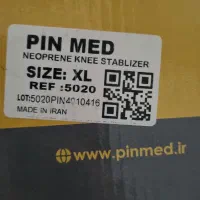 PIN MED
NEOPRENE KNEE STABLIZER
SIZE: XL
REF :5020
LOT:5020PIN4010416
MADE IN IRAN
www.pinmed.ir